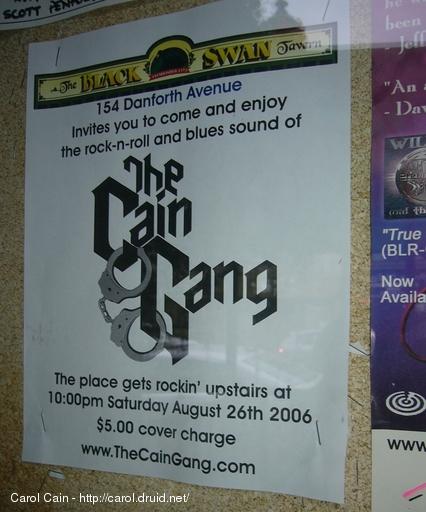 SCOTT
The BLACK SWAN Tavern
154 Danforth Avenue
Invites you to come and enjoy
the rock-n-roll and blues sound of
The
Cain
Gang
The place gets rockin' upstairs at
10:00pm Saturday August 26th 2006
$5.00 cover charge
www.TheCainGang.com
he w
been
- Jeff
"An a
- Dav
WIL
"True
(BLR-
Now
Availa
www
Carol Cain - http://carol.druid.net/